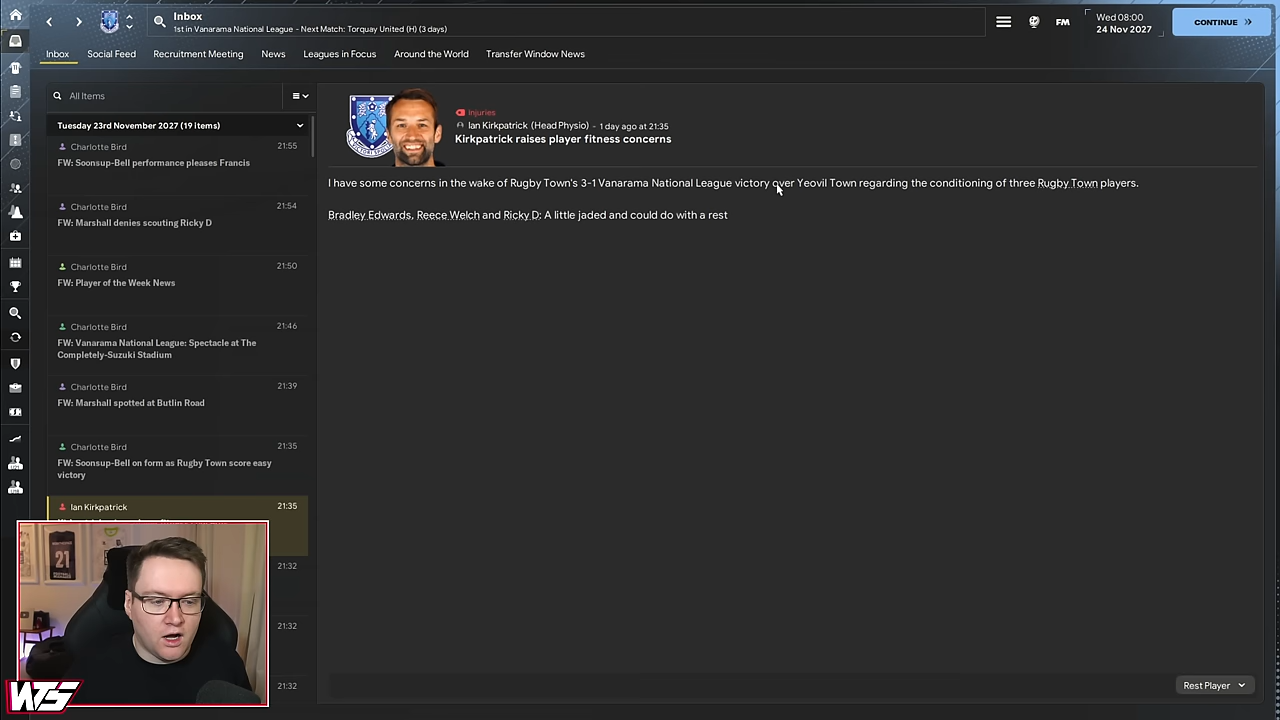 Inbox
1st in Vanarama National League - Next Match: Torquay United (H) (3 days)
FM
Wed 08:00
24 Nov 2027
CONTINUE
Inbox
Social Feed
Recruitment Meeting
News
Leagues in Focus
Around the World
Transfer Window News
All Items
Tuesday 23rd November 2027 (19 items)
Charlotte Bird 21:55
FW: Soonsup-Bell performance pleases Francis
Charlotte Bird 21:54
FW: Marshall denies scouting Ricky D
Charlotte Bird 21:50
FW: Player of the Week News
Charlotte Bird 21:46
FW: Vanarama National League: Spectacle at The
Completely-Suzuki Stadium
Charlotte Bird 21:39
FW: Marshall spotted at Butlin Road
Charlotte Bird 21:35
FW: Soonsup-Bell on form as Rugby Town score easy
victory
Ian Kirkpatrick 21:35
21:32
21:32
21:32
Injuries
Ian Kirkpatrick (Head Physio) - 1 day ago at 21:35
Kirkpatrick raises player fitness concerns
I have some concerns in the wake of Rugby Town's 3-1 Vanarama National League victory over Yeovil Town regarding the conditioning of three Rugby Town players.
Bradley Edwards, Reece Welch and Ricky D: A little jaded and could do with a rest
Rest Player
21
WTS